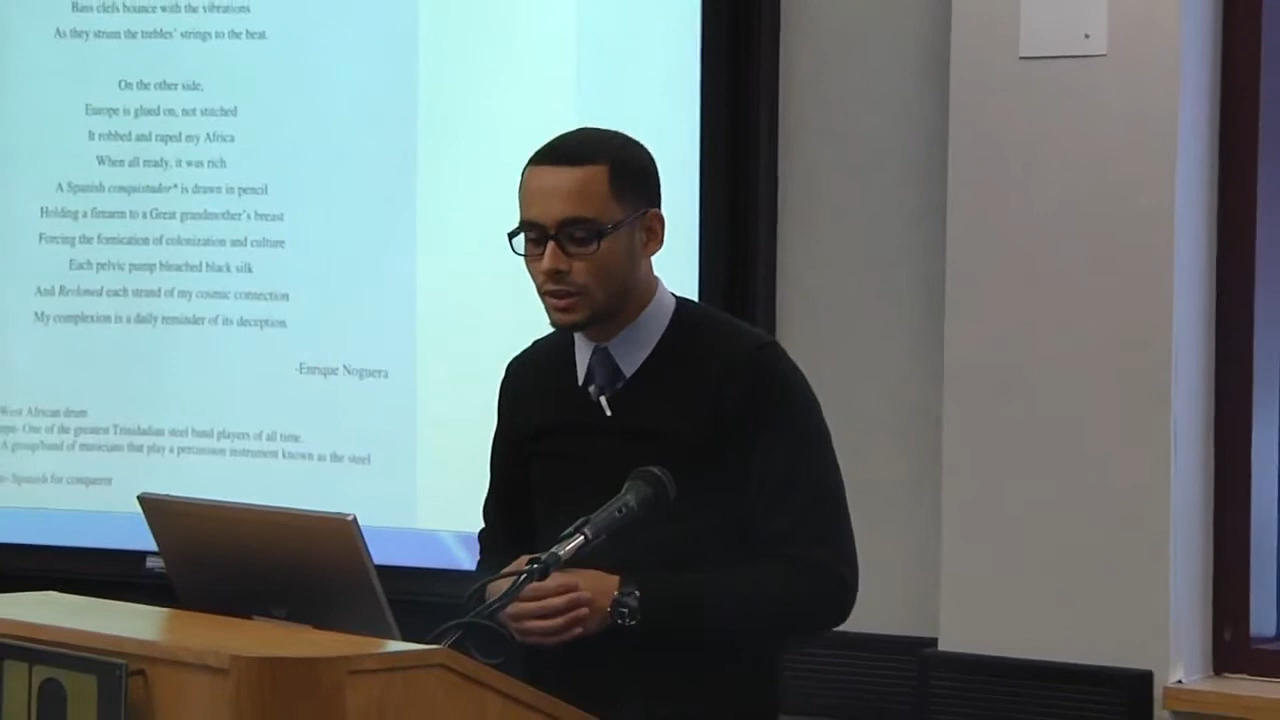 Bass clefs bounce with the vibrations
As they strum the trebles' strings to the beat.
On the other side,
Europe is glued on, not stitched
It robbed and raped my Africa
When all ready, it was rich
A Spanish conquistador* is drawn in pencil
Holding a firearm to a Great grandmother's breast
Forcing the fornication of colonization and culture
Each pelvic pump bleached black silk
And Recloned each strand of my cosmic connection
My complexion is a daily reminder of its deception
-Enrique Noguera
West African drum
One of the greatest Trinidadian steel band players of all time.
A group/band of musicians that play a percussion instrument known as the steel
- Spanish for conqueror